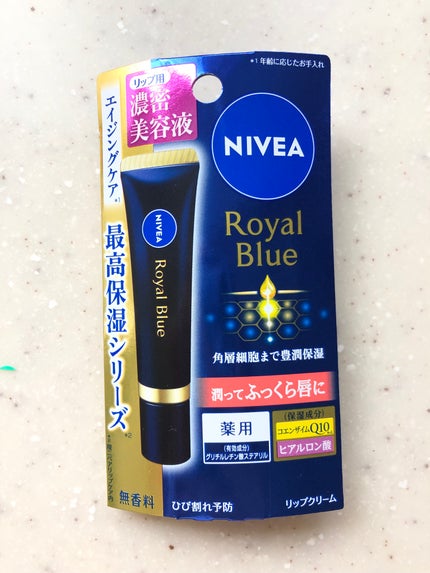 *1 年齢に応じたお手入れ
リップ用
濃密
美容液
NIVEA
Royal
Blue
エイジングケア*1
最高保湿シリーズ*2
NIVEA
Royal Blue
角層細胞まで豊潤保湿
潤ってふっくら唇に
薬用
(有効成分)
グリチルレチン酸ステアリル
(保湿成分)
コエンザイムQ10
ヒアルロン酸
無香料
ひび割れ予防
リップクリーム